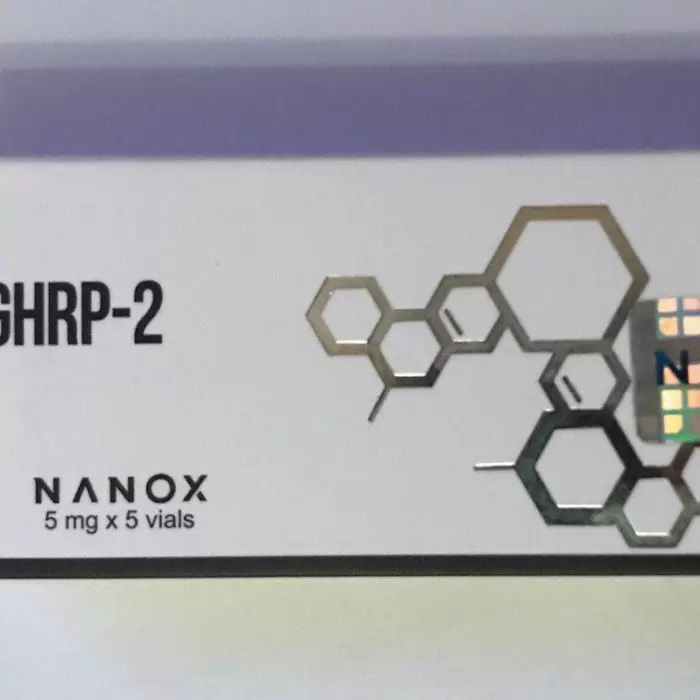 GHRP-2
NANOX
5 mg x 5 vials
N